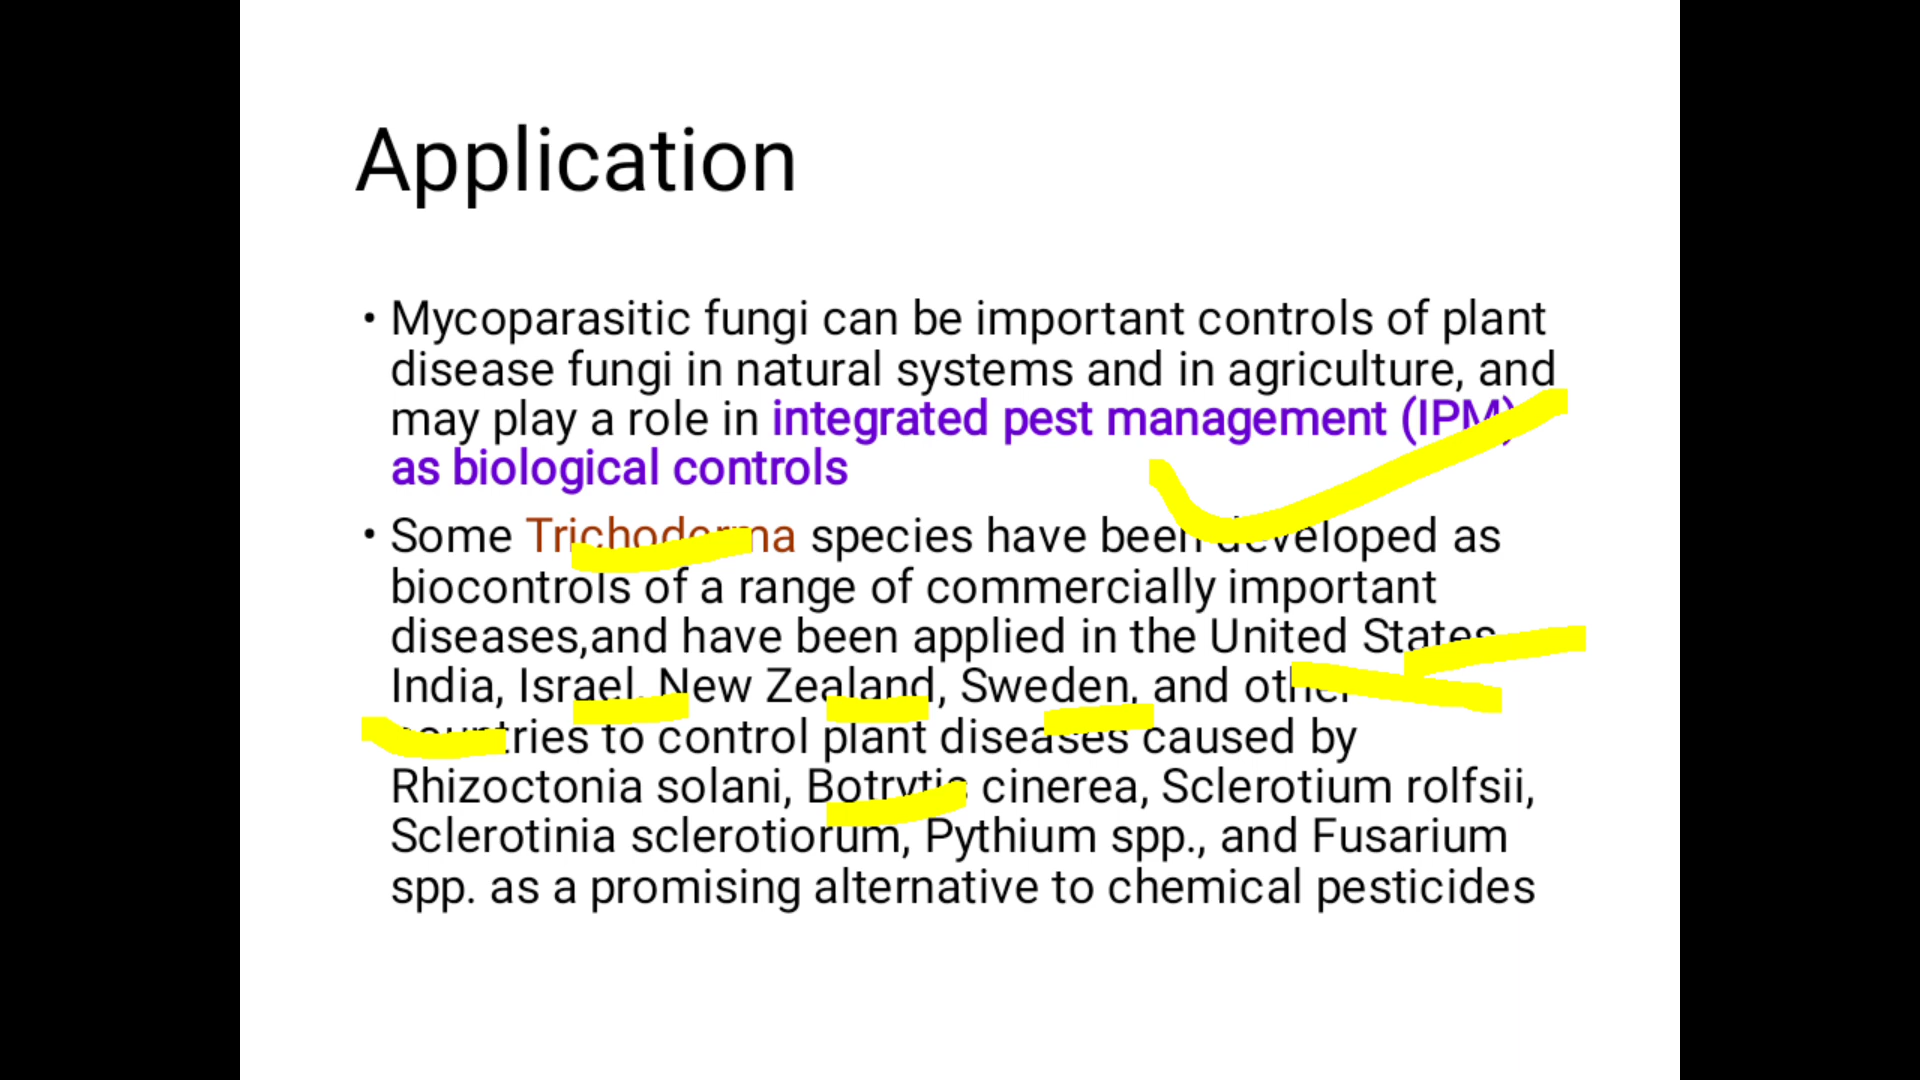 Application
• Mycoparasitic fungi can be important controls of plant
disease fungi in natural systems and in agriculture, and
may play a role in integrated pest management (IPM)
as biological controls
• Some Trichoderma species have been developed as
biocontrols of a range of commercially important
diseases,and have been applied in the United States
India, Israel, New Zealand, Sweden, and other
countries to control plant diseases caused by
Rhizoctonia solani, Botrytis cinerea, Sclerotium rolfsii,
Sclerotinia sclerotiorum, Pythium spp., and Fusarium
spp. as a promising alternative to chemical pesticides